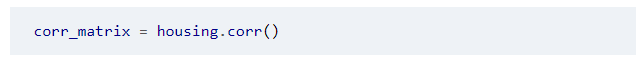 corr_matrix = housing.corr()